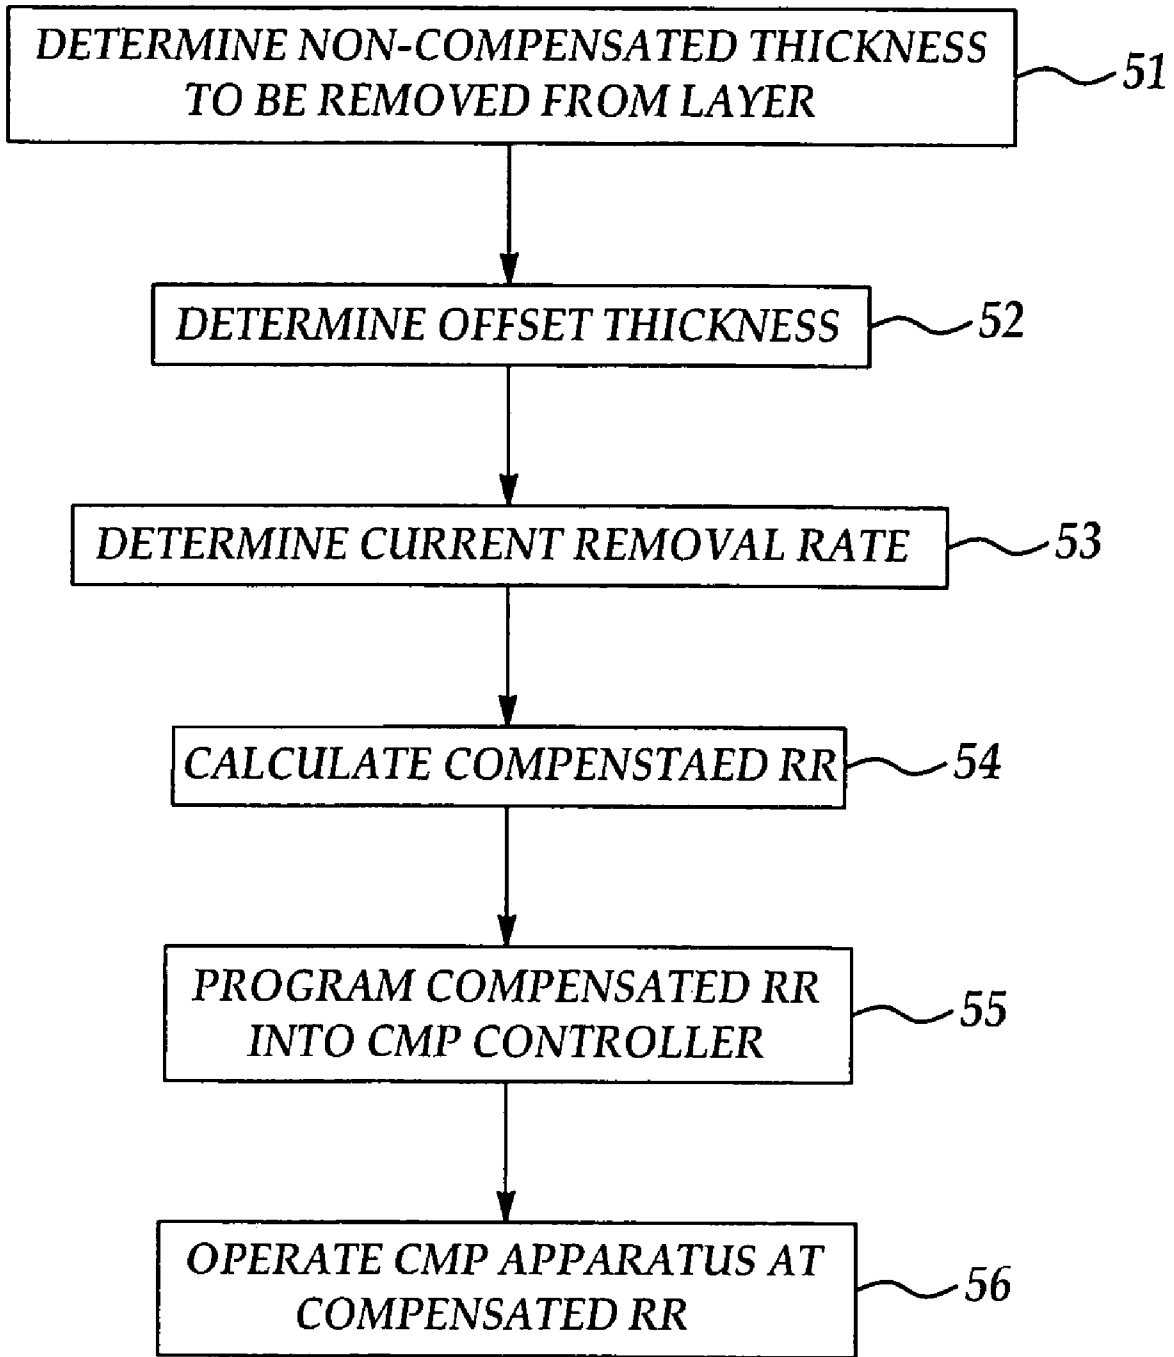 DETERMINE NON-COMPENSATED THICKNESS
TO BE REMOVED FROM LAYER
51
DETERMINE OFFSET THICKNESS
52
DETERMINE CURRENT REMOVAL RATE
53
CALCULATE COMPENSTAED RR
54
PROGRAM COMPENSATED RR
INTO CMP CONTROLLER
55
OPERATE CMP APPARATUS AT
COMPENSATED RR
56